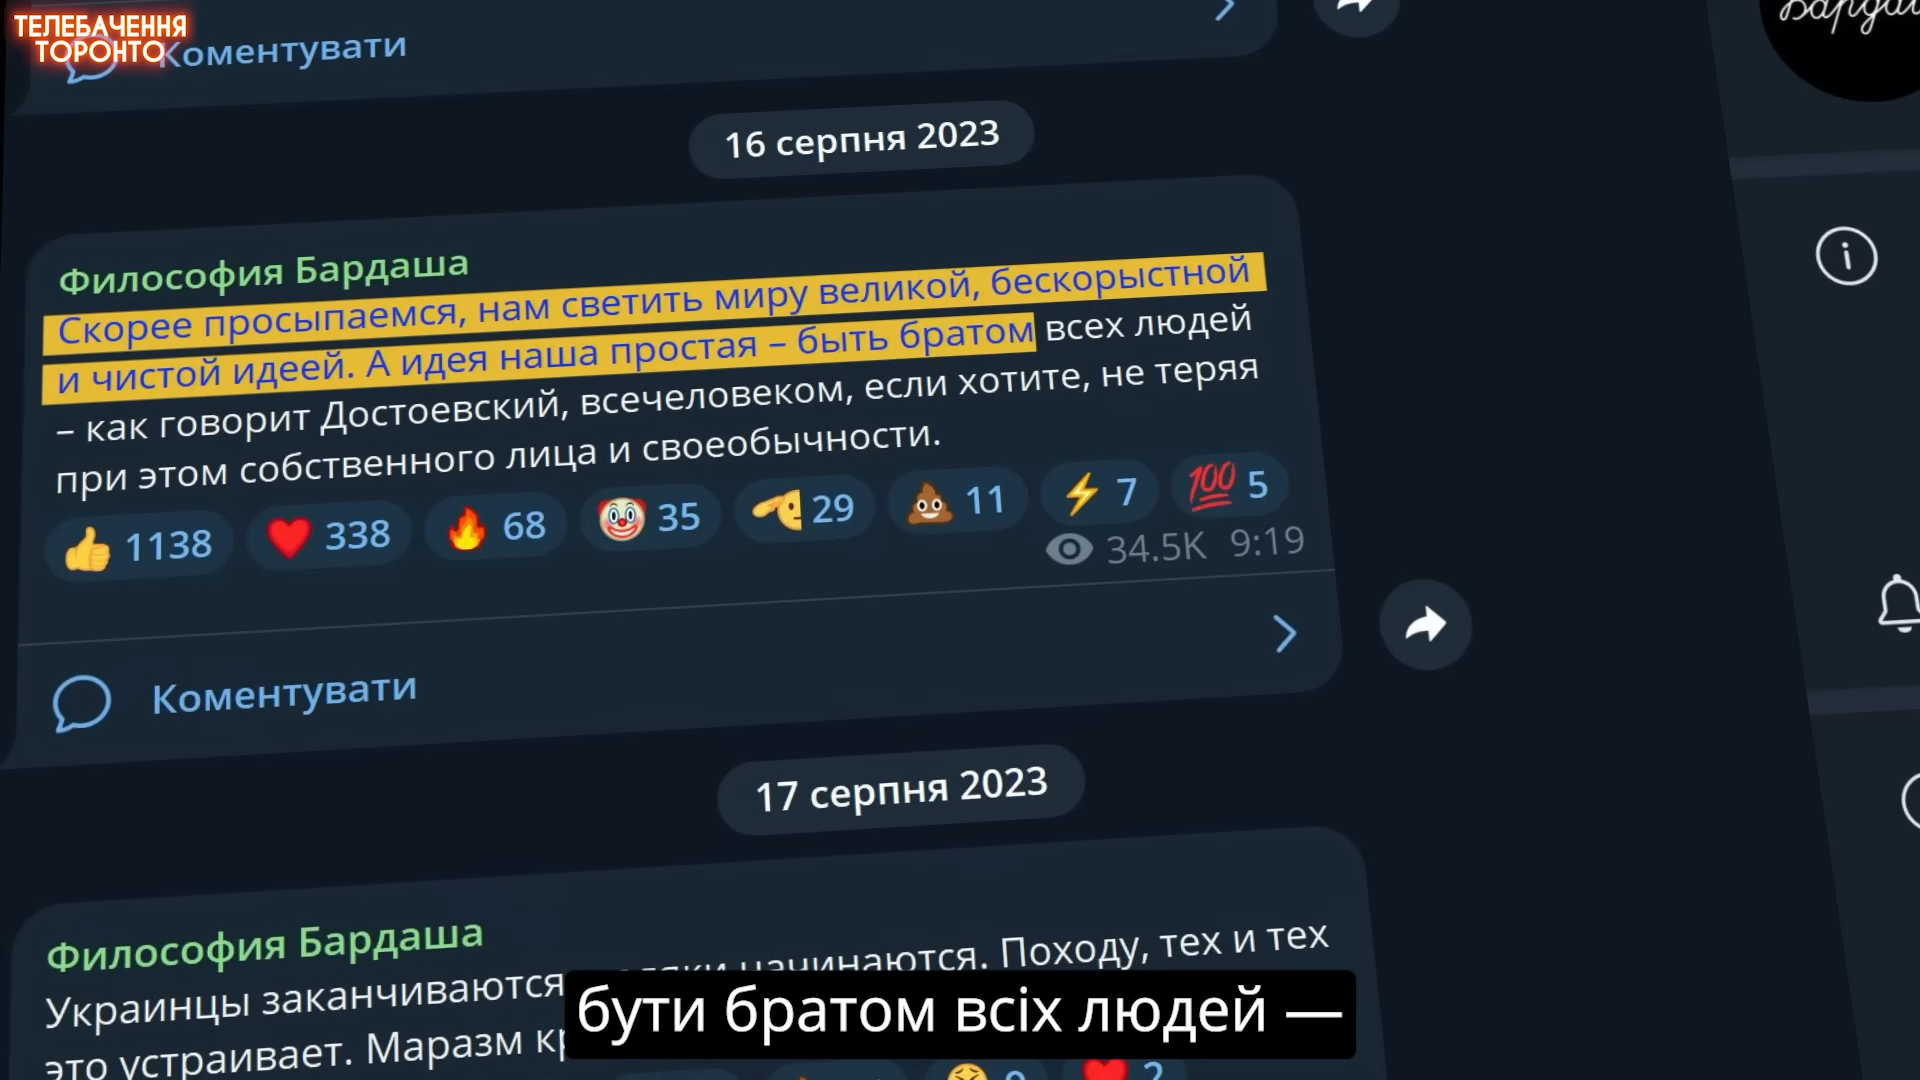 ТЕЛЕБАЧЕННЯ
ТОРОНТО
Коментувати
16 серпня 2023
Философия Бардаша
Скорее просыпаемся, нам светить миру великой, бескорыстной
и чистой идеей. А идея наша простая – быть братом всех людей
– как говорит Достоевский, всечеловеком, если хотите, не теряя
при этом собственного лица и своеобычности.
👍 1138 ❤️ 338 🔥 68 🤡 35 🫡 29 💩 11 ⚡ 7 💯 5
34.5K 9:19
Коментувати
17 серпня 2023
Философия Бардаша
Украинцы заканчиваются начинаются. Походу, тех и тех
это устраивает. Маразм
бути братом всіх людей —